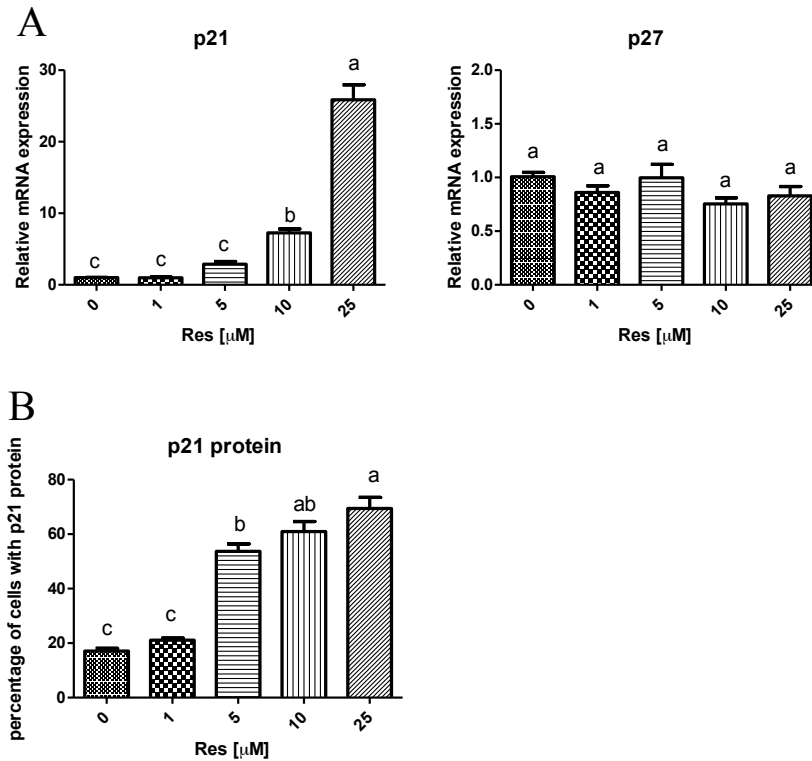 A
p21
Relative mRNA expression
30
20
10
0
c
c
c
b
a
0
1
5
10
25
Res [μM]
p27
Relative mRNA expression
2.0
1.5
1.0
0.5
0.0
a
a
a
a
a
0
1
5
10
25
Res [μM]
B
p21 protein
percentage of cells with p21 protein
80
60
40
20
0
c
c
b
ab
a
0
1
5
10
25
Res [μM]